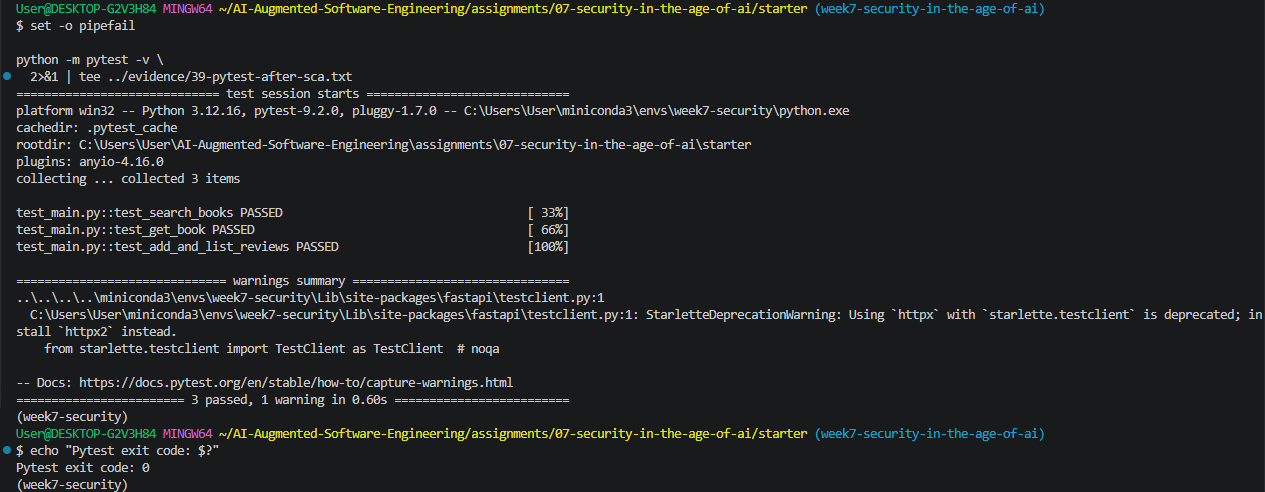 User@DESKTOP-G2V3H84 MINGW64 ~/AI-Augmented-Software-Engineering/assignments/07-security-in-the-age-of-ai/starter (week7-security-in-the-age-of-ai)
$ set -o pipefail

python -m pytest -v \
  2>&1 | tee ../evidence/39-pytest-after-sca.txt
============================= test session starts =============================
platform win32 -- Python 3.12.16, pytest-9.2.0, pluggy-1.7.0 -- C:\Users\User\miniconda3\envs\week7-security\python.exe
cachedir: .pytest_cache
rootdir: C:\Users\User\AI-Augmented-Software-Engineering\assignments\07-security-in-the-age-of-ai\starter
plugins: anyio-4.16.0
collecting ... collected 3 items

test_main.py::test_search_books PASSED                                   [ 33%]
test_main.py::test_get_book PASSED                                       [ 66%]
test_main.py::test_add_and_list_reviews PASSED                           [100%]

============================== warnings summary ===============================
..\..\..\..\miniconda3\envs\week7-security\Lib\site-packages\fastapi\testclient.py:1
  C:\Users\User\miniconda3\envs\week7-security\Lib\site-packages\fastapi\testclient.py:1: StarletteDeprecationWarning: Using `httpx` with `starlette.testclient` is deprecated; in
stall `httpx2` instead.
    from starlette.testclient import TestClient as TestClient  # noqa

-- Docs: https://docs.pytest.org/en/stable/how-to/capture-warnings.html
======================== 3 passed, 1 warning in 0.60s =========================
(week7-security)
User@DESKTOP-G2V3H84 MINGW64 ~/AI-Augmented-Software-Engineering/assignments/07-security-in-the-age-of-ai/starter (week7-security-in-the-age-of-ai)
$ echo "Pytest exit code: $?"
Pytest exit code: 0
(week7-security)